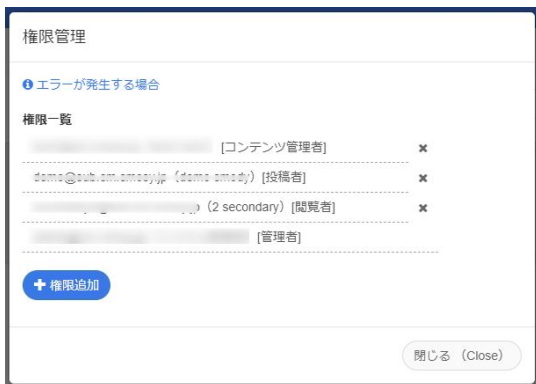 権限管理
エラーが発生する場合
権限一覧
[コンテンツ管理者]
[投稿者]
（2 secondary）[閲覧者]
[管理者]
権限追加
閉じる （Close）